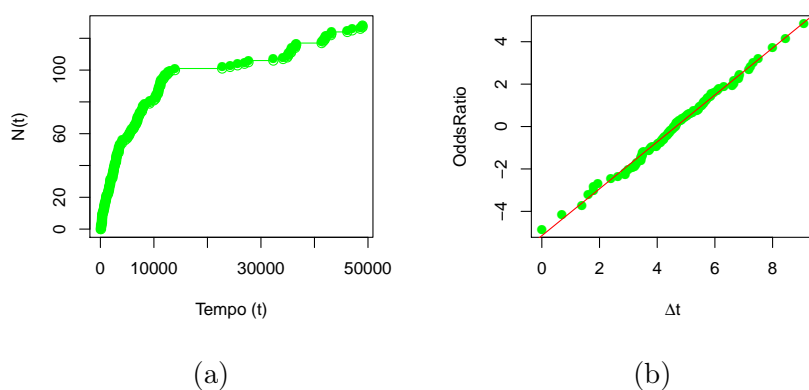 N(t)
0 20 60 100
0 10000 30000 50000
Tempo (t)
(a)
OddsRatio
−4 −2 0 2 4
0 2 4 6 8
Δt
(b)